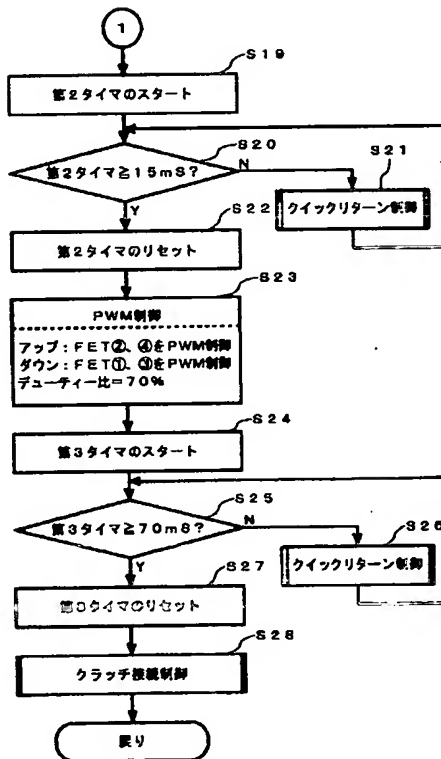 1
S19
第2タイマのスタート
S20
第2タイマ≧15mS?
N
S21
クイックリターン制御
Y
S22
第2タイマのリセット
S23
PWM制御
アップ:FET②、④をPWM制御
ダウン:FET①、③をPWM制御
デューティー比=70%
S24
第3タイマのスタート
S25
第3タイマ≧70mS?
N
S26
クイックリターン制御
Y
S27
第3タイマのリセット
S28
クラッチ接続制御
戻り